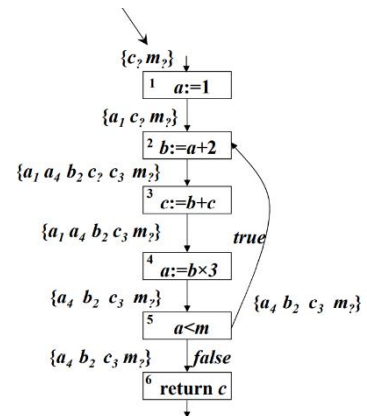 {c? m?}
1 a:=1
{a1 c? m?}
2 b:=a+2
{a1 a4 b2 c? c3 m?}
3 c:=b+c
{a1 a4 b2 c3 m?}
true
4 a:=b×3
{a4 b2 c3 m?}
{a4 b2 c3 m?}
5 a<m
{a4 b2 c3 m?} false
6 return c